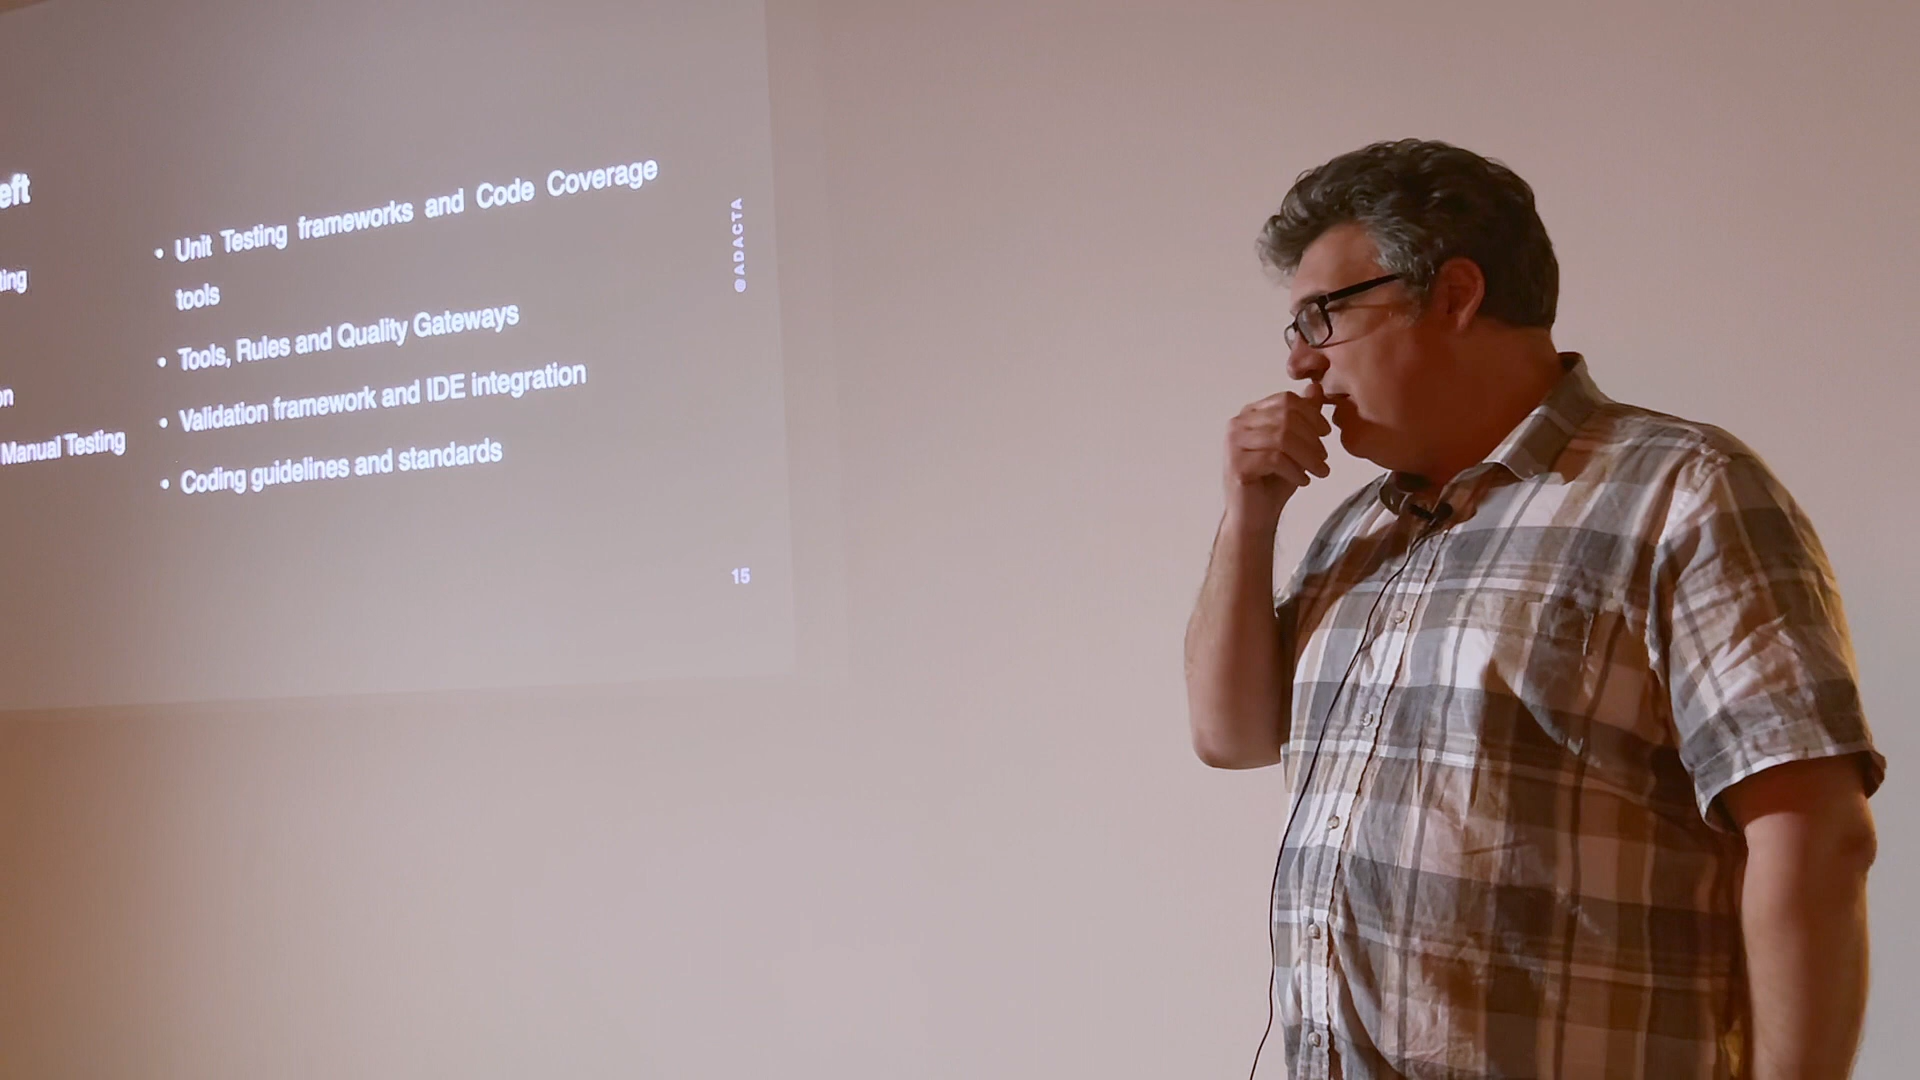 eft
ting
on
Manual Testing
• Unit Testing frameworks and Code Coverage
tools
• Tools, Rules and Quality Gateways
• Validation framework and IDE integration
• Coding guidelines and standards
@ADACTA
15